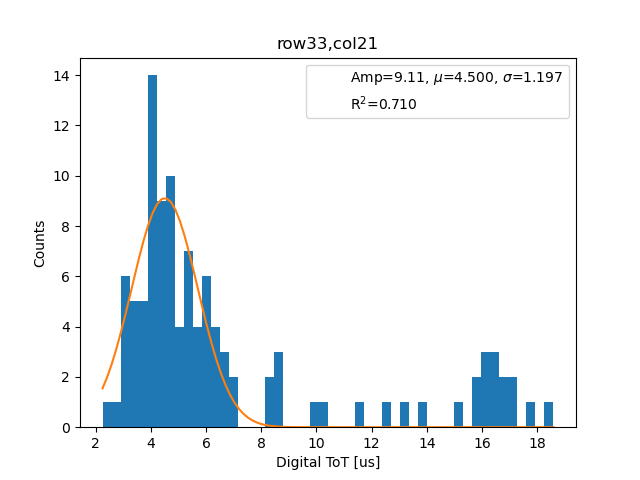 row33,col21
Amp=9.11, μ=4.500, σ=1.197
R²=0.710
14
12
10
8
6
4
2
0
Counts
2 4 6 8 10 12 14 16 18
Digital ToT [us]